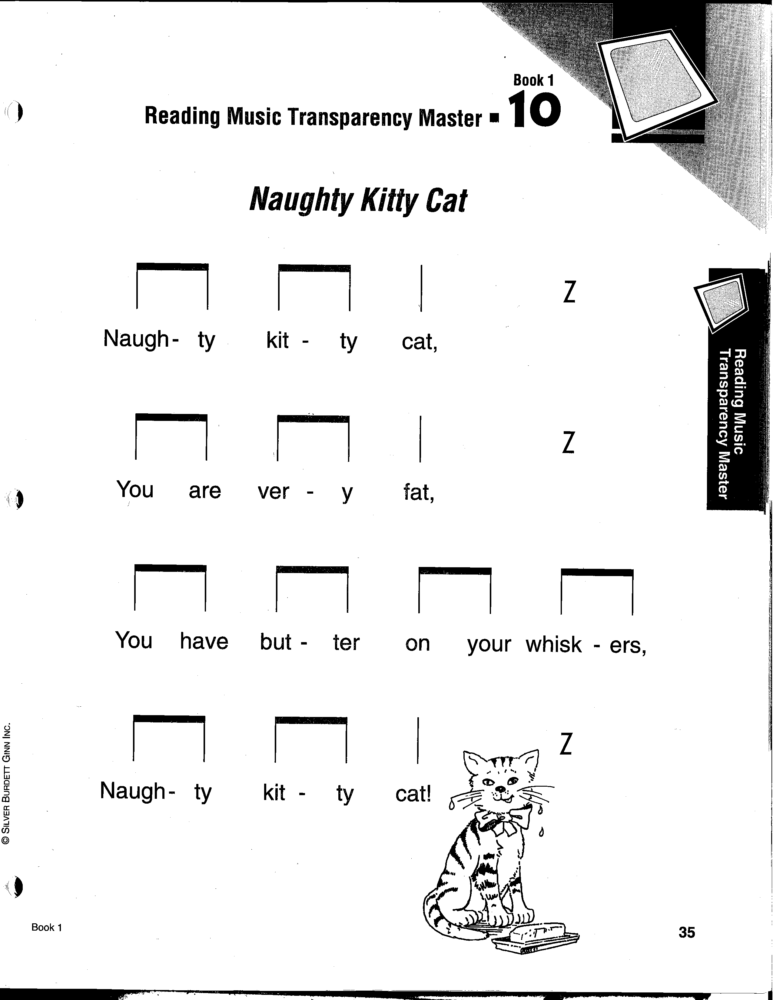 Book 1
Reading Music Transparency Master ▪ 10
Naughty Kitty Cat
Z
Naugh- ty kit - ty cat,
Z
You are ver - y fat,
You have but - ter on your whisk - ers,
Z
Naugh- ty kit - ty cat!
Reading Music
Transparency Master
© SILVER BURDETT GINN INC.
Book 1
35